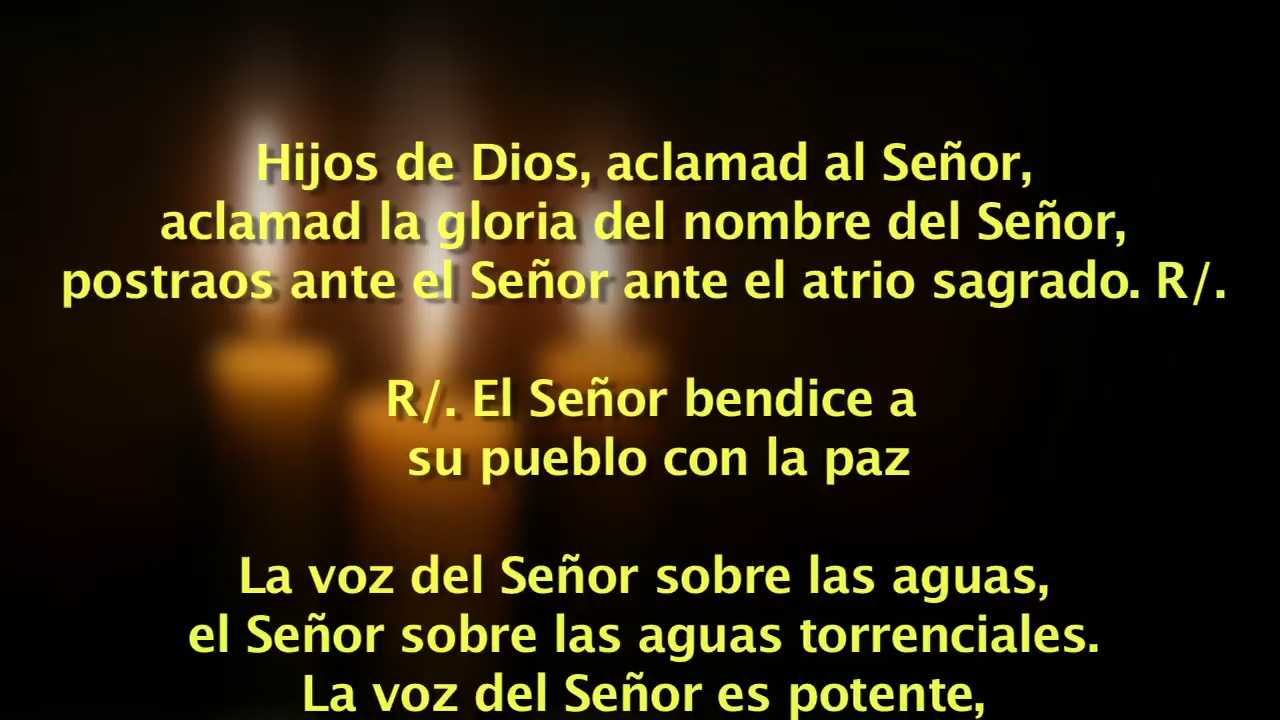 Hijos de Dios, aclamad al Señor,
aclamad la gloria del nombre del Señor,
postraos ante el Señor ante el atrio sagrado. R/.
R/. El Señor bendice a
su pueblo con la paz
La voz del Señor sobre las aguas,
el Señor sobre las aguas torrenciales.
La voz del Señor es potente,